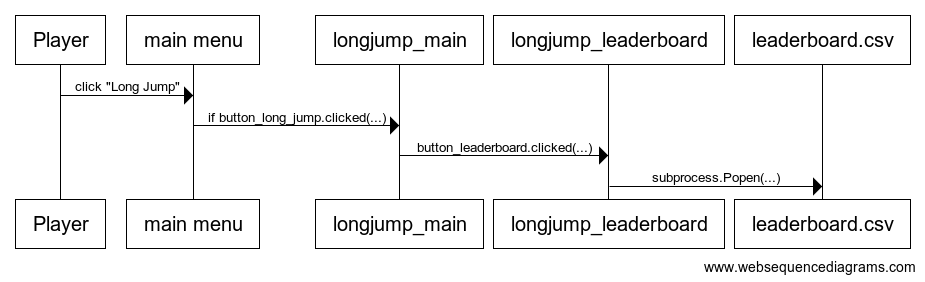 Player
main menu
longjump_main
longjump_leaderboard
leaderboard.csv
click "Long Jump"
if button_long_jump.clicked(...)
button_leaderboard.clicked(...)
subprocess.Popen(...)
Player
main menu
longjump_main
longjump_leaderboard
leaderboard.csv
www.websequencediagrams.com